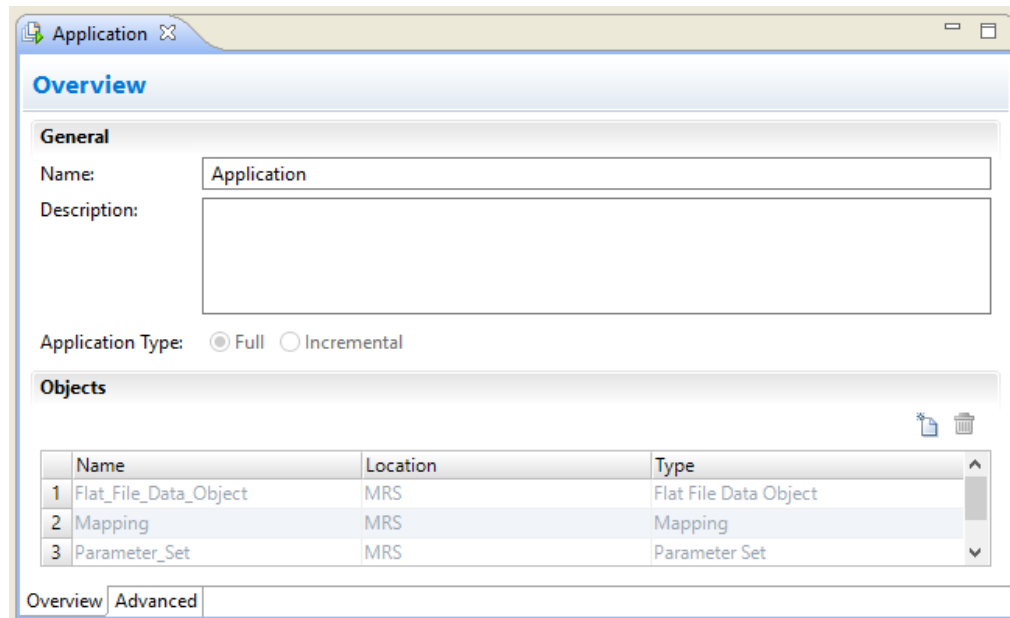 Application
Overview
General
Name: Application
Description:
Application Type: Full Incremental
Objects
Name Location Type
1 Flat_File_Data_Object MRS Flat File Data Object
2 Mapping MRS Mapping
3 Parameter_Set MRS Parameter Set
Overview Advanced